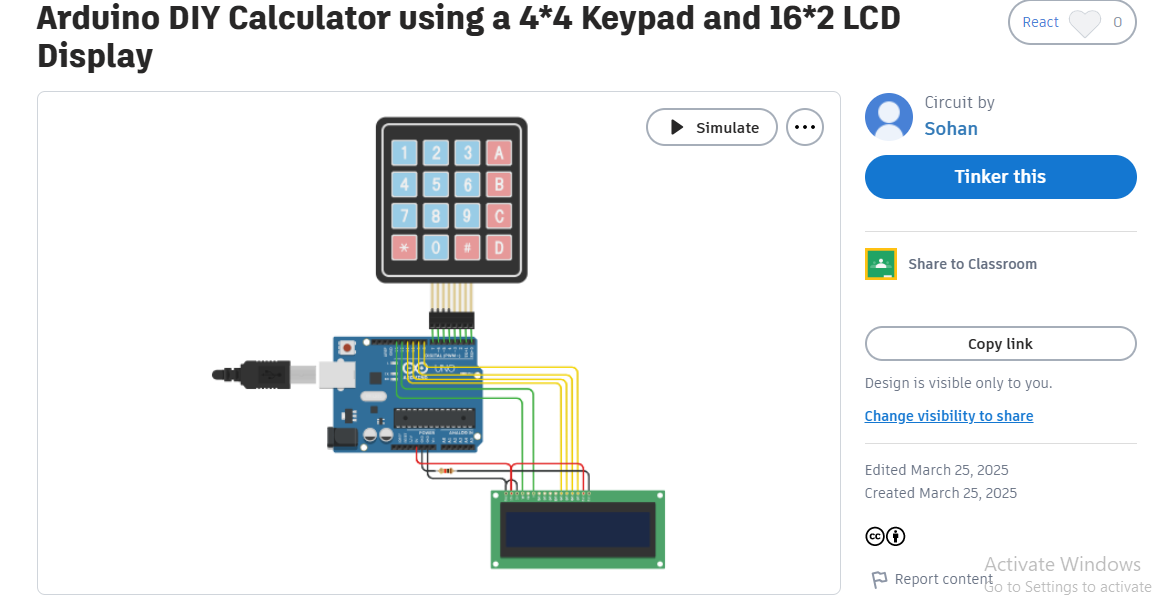 Arduino DIY Calculator using a 4*4 Keypad and 16*2 LCD
Display
React 0
Simulate
Circuit by
Sohan
Tinker this
Share to Classroom
Copy link
Design is visible only to you.
Change visibility to share
Edited March 25, 2025
Created March 25, 2025
cc
Report content
Activate Windows
Go to Settings to activate
1 2 3 A
4 5 6 B
7 8 9 C
* 0 # D
UNO